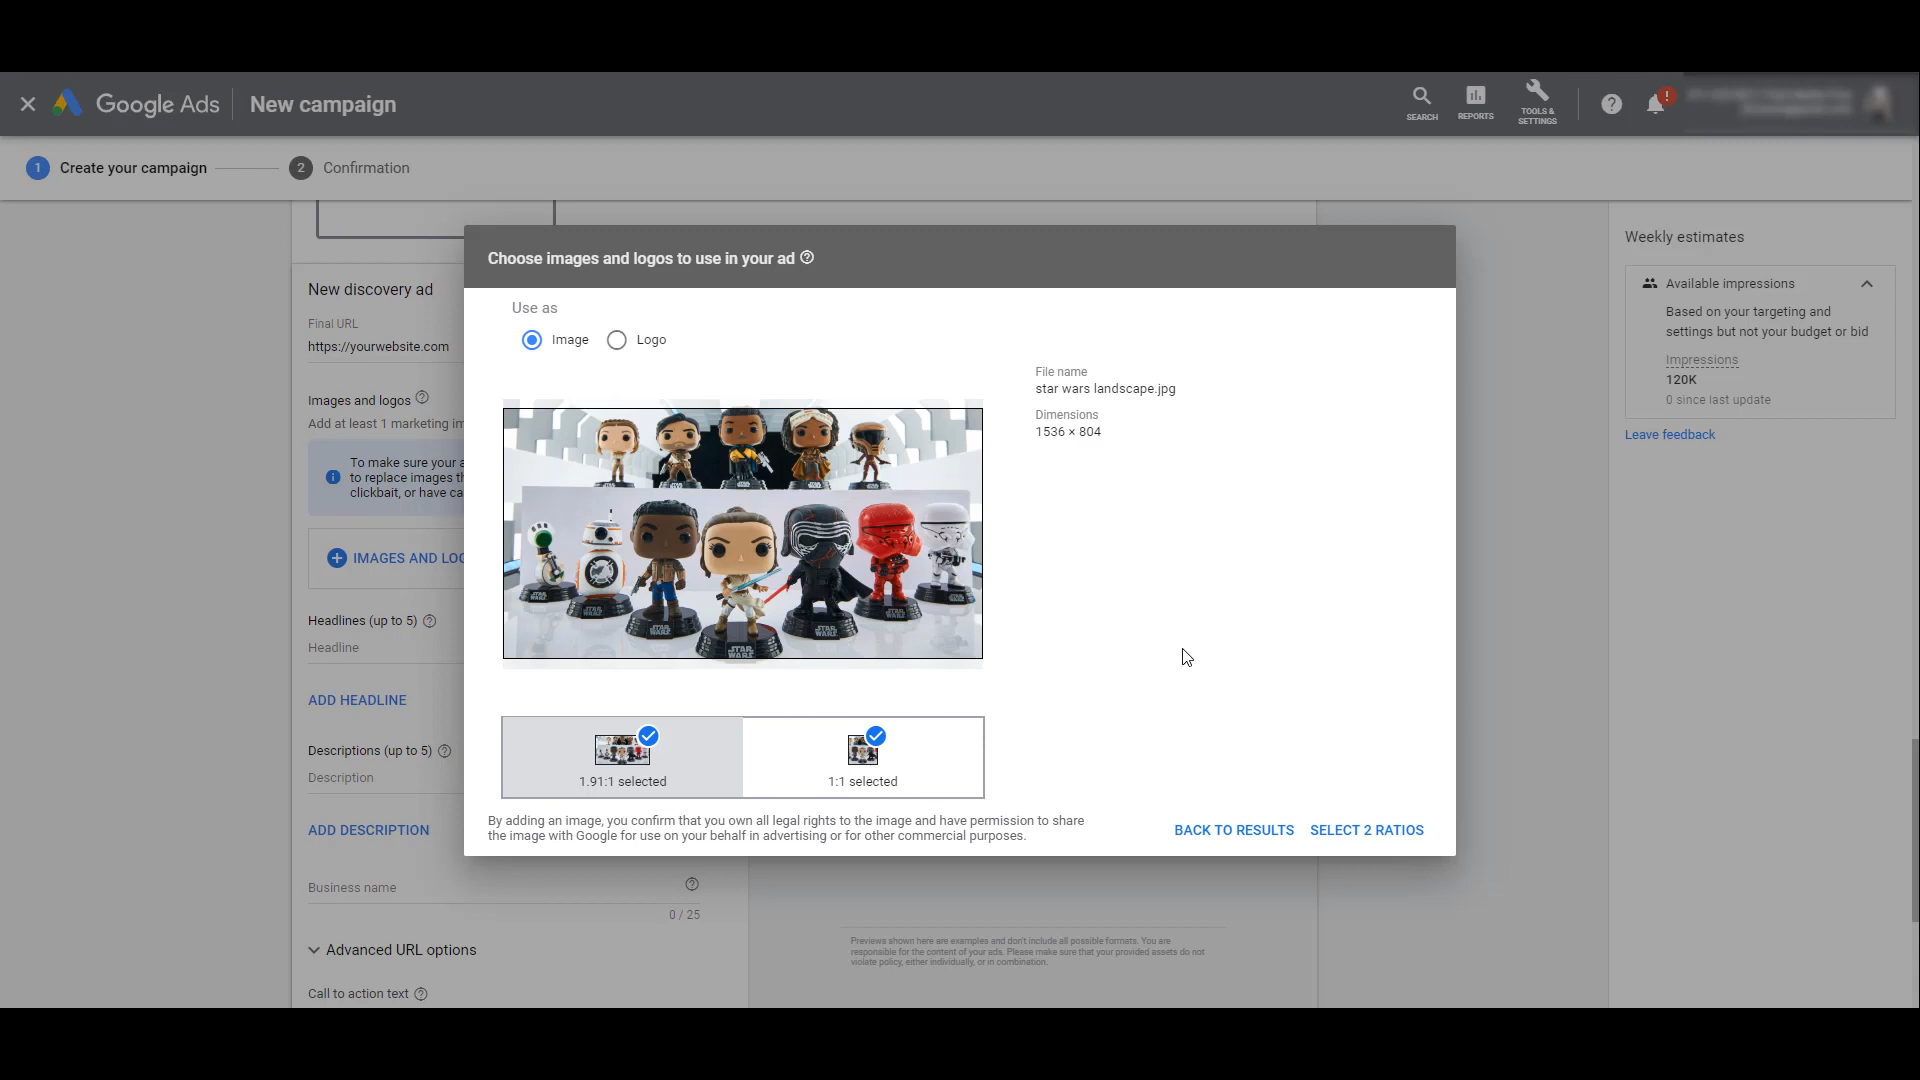 Google Ads
New campaign
SEARCH
REPORTS
TOOLS &
SETTINGS
!
1 Create your campaign
2 Confirmation
Choose images and logos to use in your ad
Use as
Image
Logo
File name
star wars landscape.jpg
Dimensions
1536 × 804
STAR WARS
STAR WARS
STAR WARS
1.91:1 selected
1:1 selected
By adding an image, you confirm that you own all legal rights to the image and have permission to share
the image with Google for use on your behalf in advertising or for other commercial purposes.
BACK TO RESULTS
SELECT 2 RATIOS
New discovery ad
Final URL
https://yourwebsite.com
Images and logos
Add at least 1 marketing im
To make sure your a
to replace images th
clickbait, or have ca
IMAGES AND LOG
Headlines (up to 5)
Headline
ADD HEADLINE
Descriptions (up to 5)
Description
ADD DESCRIPTION
Business name
0 / 25
Advanced URL options
Call to action text
Previews shown here are examples and don't include all possible formats. You are
responsible for the content of your ads. Please make sure that your provided assets do not
violate policy, either individually, or in combination.
Weekly estimates
Available impressions
Based on your targeting and
settings but not your budget or bid
Impressions
120K
0 since last update
Leave feedback